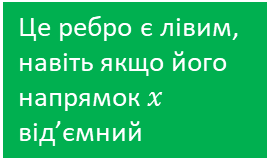 Це ребро є лівим,
навіть якщо його
напрямок x
від’ємний